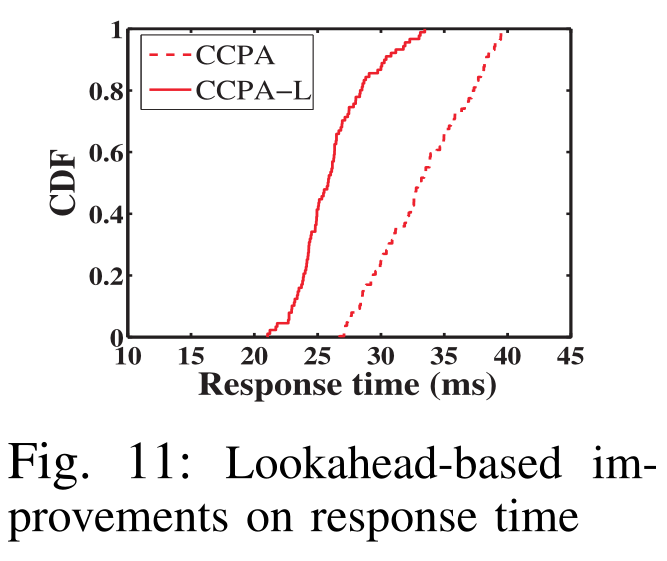 1
0.8
0.6
0.4
0.2
0
CDF
CCPA
CCPA-L
10 15 20 25 30 35 40 45
Response time (ms)
Fig. 11: Lookahead-based im-
provements on response time